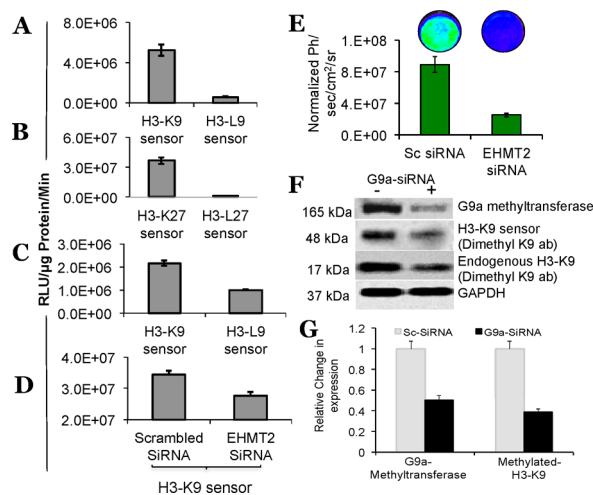 A
8.0E+06
4.0E+06
0.0E+00
H3-K9 sensor
H3-L9 sensor
B
10.0E+07
5.0E+07
0.0E+00
H3-K27 sensor
H3-L27 sensor
C
3.0E+06
2.0E+06
1.0E+06
0.0E+00
H3-K9 sensor
H3-L9 sensor
D
4.0E+07
3.0E+07
2.0E+07
Scrambled SiRNA
EHMT2 SiRNA
H3-K9 sensor
RLU/µg Protein/Min
E
Normalized Ph/
sec/cm²/sr
1.E+08
8.E+07
4.E+07
0.E+00
Sc siRNA
EHMT2 siRNA
F
G9a-siRNA
- +
165 kDa
G9a methyltransferase
48 kDa
H3-K9 sensor
(Dimethyl K9 ab)
17 kDa
Endogenous H3-K9
(Dimethyl K9 ab)
37 kDa
GAPDH
G
Sc-SiRNA
G9a-SiRNA
Relative Change in
expression
1.2
1
0.8
0.6
0.4
0.2
0
G9a-
Methyltransferase
Methylated-
H3-K9